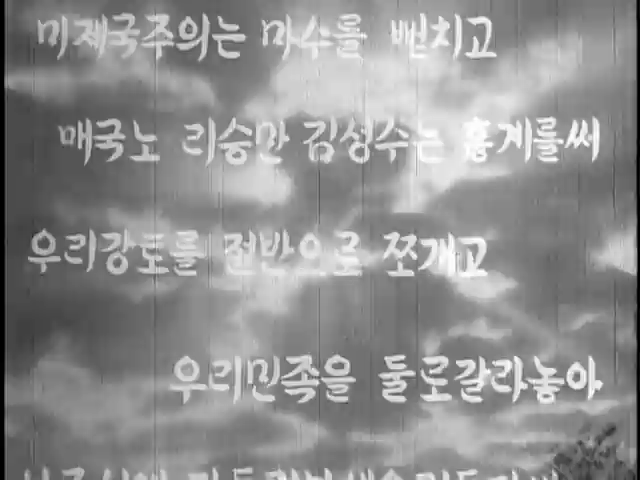 미제국주의는 마수를 뻗치고
매국노 리승만 김성수는 흉계를써
우리강토를 절반으로 쪼개고
우리민족을 둘로갈라놓아